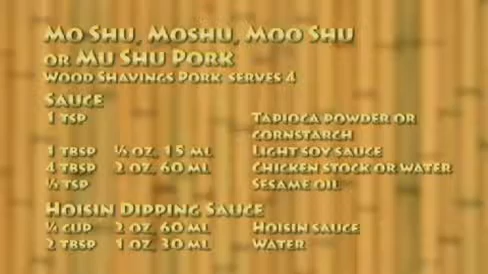 Mo Shu, Moshu, Moo Shu
or Mu Shu Pork
Wood Shavings Pork serves 4
Sauce
1 tsp Tapioca powder or
cornstarch
1 tbsp ½ oz, 15 ml Light soy sauce
4 tbsp 2 oz, 60 ml Chicken stock or water
½ tsp Sesame oil
Hoisin Dipping Sauce
¼ cup 2 oz, 60 ml Hoisin sauce
2 tbsp 1 oz, 30 ml Water